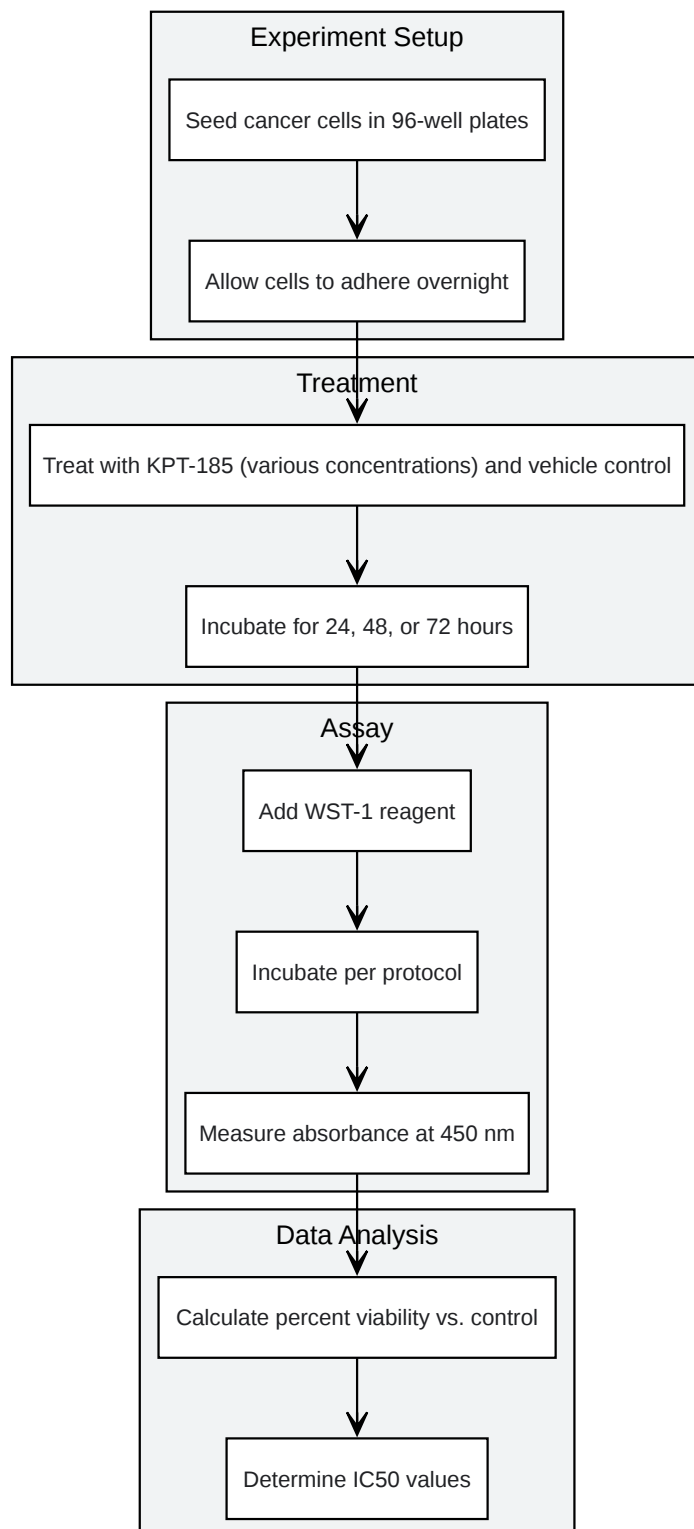 Experiment Setup
Seed cancer cells in 96-well plates
Allow cells to adhere overnight
Treatment
Treat with KPT-185 (various concentrations) and vehicle control
Incubate for 24, 48, or 72 hours
Assay
Add WST-1 reagent
Incubate per protocol
Measure absorbance at 450 nm
Data Analysis
Calculate percent viability vs. control
Determine IC50 values